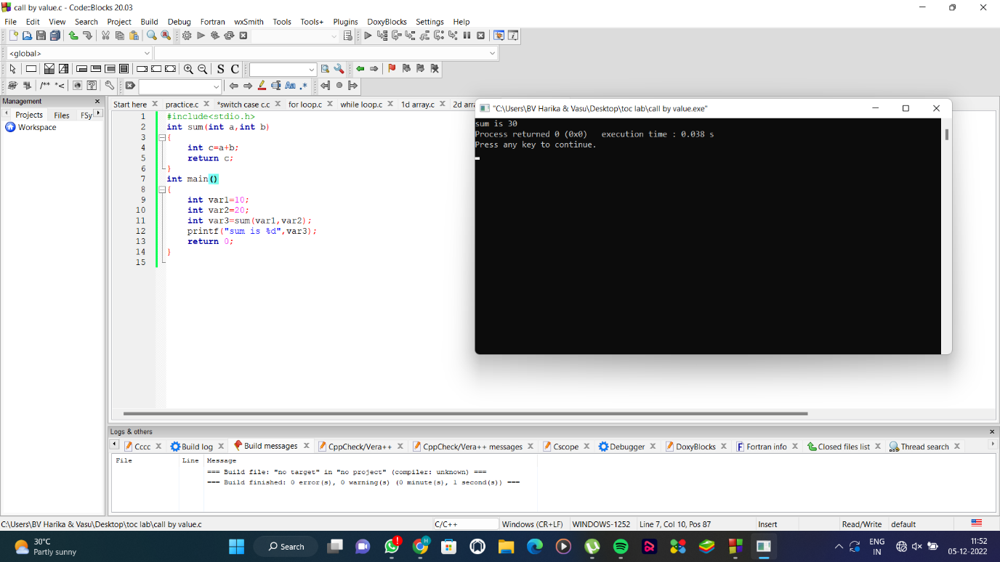 call by value.c - Code::Blocks 20.03
File Edit View Search Project Build Debug Fortran wxSmith Tools Tools+ Plugins DoxyBlocks Settings Help
<global>
S C
/** *<
Aa .*
Management
Projects Files FSy
Workspace
Start here practice.c *switch case c.c for loop.c while loop.c 1d array.c 2d arra
1 #include<stdio.h>
2 int sum(int a,int b)
3 {
4 int c=a+b;
5 return c;
6 }
7 int main()
8 {
9 int var1=10;
10 int var2=20;
11 int var3=sum(var1,var2);
12 printf("sum is %d",var3);
13 return 0;
14 }
15
"C:\Users\BV Harika & Vasu\Desktop\toc lab\call by value.exe"
sum is 30
Process returned 0 (0x0) execution time : 0.038 s
Press any key to continue.
Logs & others
Cccc Build log Build messages CppCheck/Vera++ CppCheck/Vera++ messages Cscope Debugger DoxyBlocks Fortran info Closed files list Thread search
File Line Message
=== Build file: "no target" in "no project" (compiler: unknown) ===
=== Build finished: 0 error(s), 0 warning(s) (0 minute(s), 1 second(s)) ===
C:\Users\BV Harika & Vasu\Desktop\toc lab\call by value.c C/C++ Windows (CR+LF) WINDOWS-1252 Line 7, Col 10, Pos 87 Insert Read/Write default
30°C
Partly sunny
Search
ENG
IN
11:52
05-12-2022